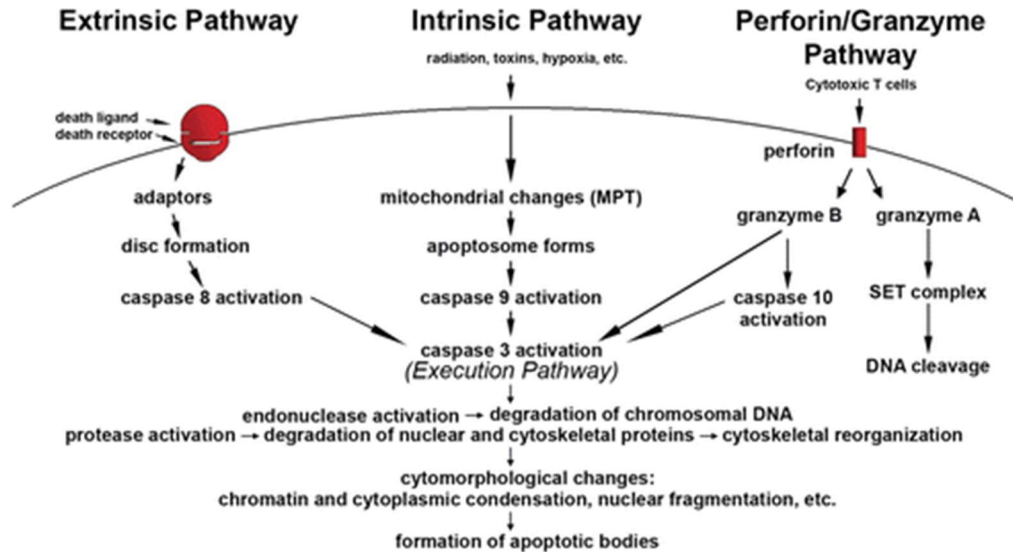 Extrinsic Pathway
Intrinsic Pathway
Perforin/Granzyme
Pathway
radiation, toxins, hypoxia, etc.
Cytotoxic T cells
death ligand
death receptor
perforin
adaptors
mitochondrial changes (MPT)
granzyme B
granzyme A
disc formation
apoptosome forms
caspase 8 activation
caspase 9 activation
caspase 10
activation
SET complex
caspase 3 activation
(Execution Pathway)
DNA cleavage
endonuclease activation → degradation of chromosomal DNA
protease activation → degradation of nuclear and cytoskeletal proteins → cytoskeletal reorganization
cytomorphological changes:
chromatin and cytoplasmic condensation, nuclear fragmentation, etc.
formation of apoptotic bodies